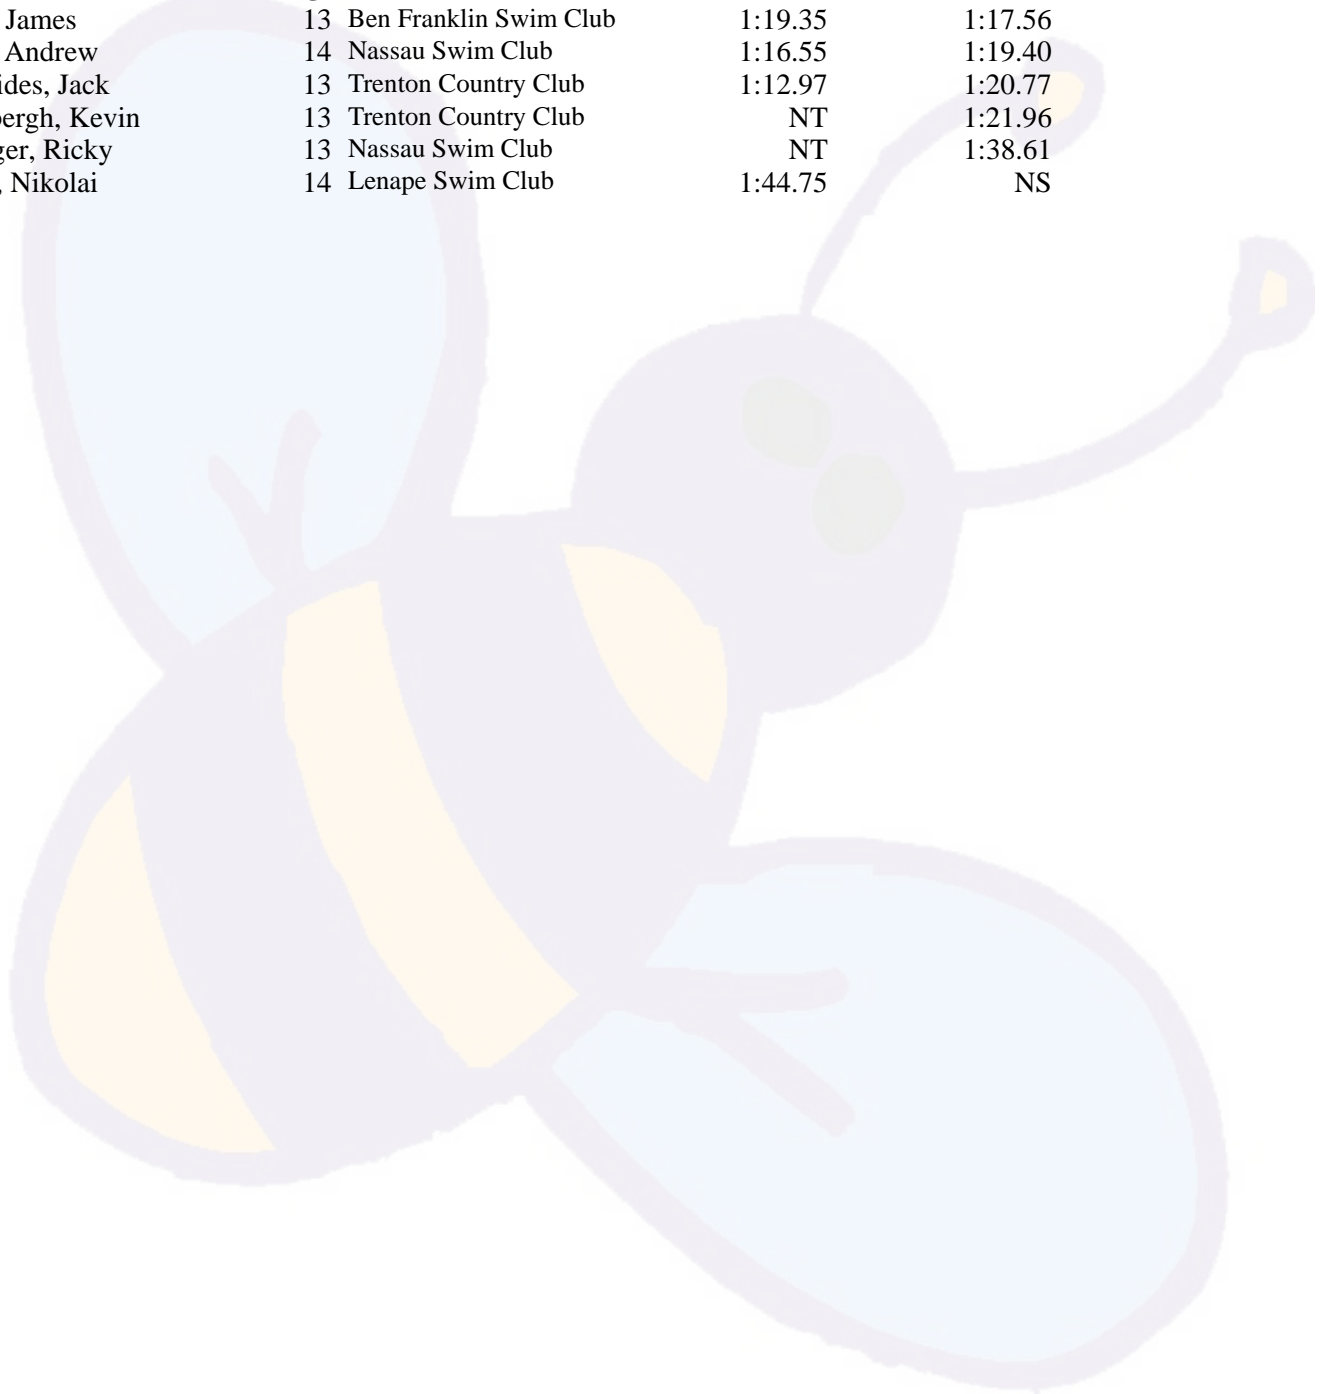 James 13 Ben Franklin Swim Club 1:19.35 1:17.56
Andrew 14 Nassau Swim Club 1:16.55 1:19.40
ides, Jack 13 Trenton Country Club 1:12.97 1:20.77
bergh, Kevin 13 Trenton Country Club NT 1:21.96
ger, Ricky 13 Nassau Swim Club NT 1:38.61
, Nikolai 14 Lenape Swim Club 1:44.75 NS